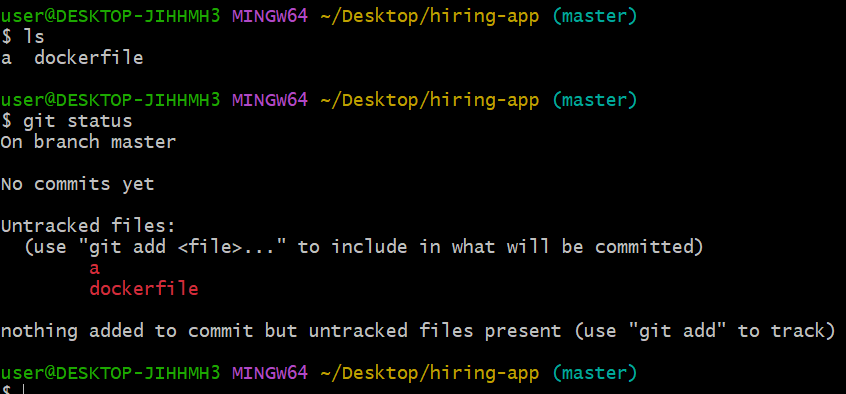 user@DESKTOP-JIHHMH3 MINGW64 ~/Desktop/hiring-app (master)
$ ls
a  dockerfile

user@DESKTOP-JIHHMH3 MINGW64 ~/Desktop/hiring-app (master)
$ git status
On branch master

No commits yet

Untracked files:
  (use "git add <file>..." to include in what will be committed)
        a
        dockerfile

nothing added to commit but untracked files present (use "git add" to track)

user@DESKTOP-JIHHMH3 MINGW64 ~/Desktop/hiring-app (master)
$